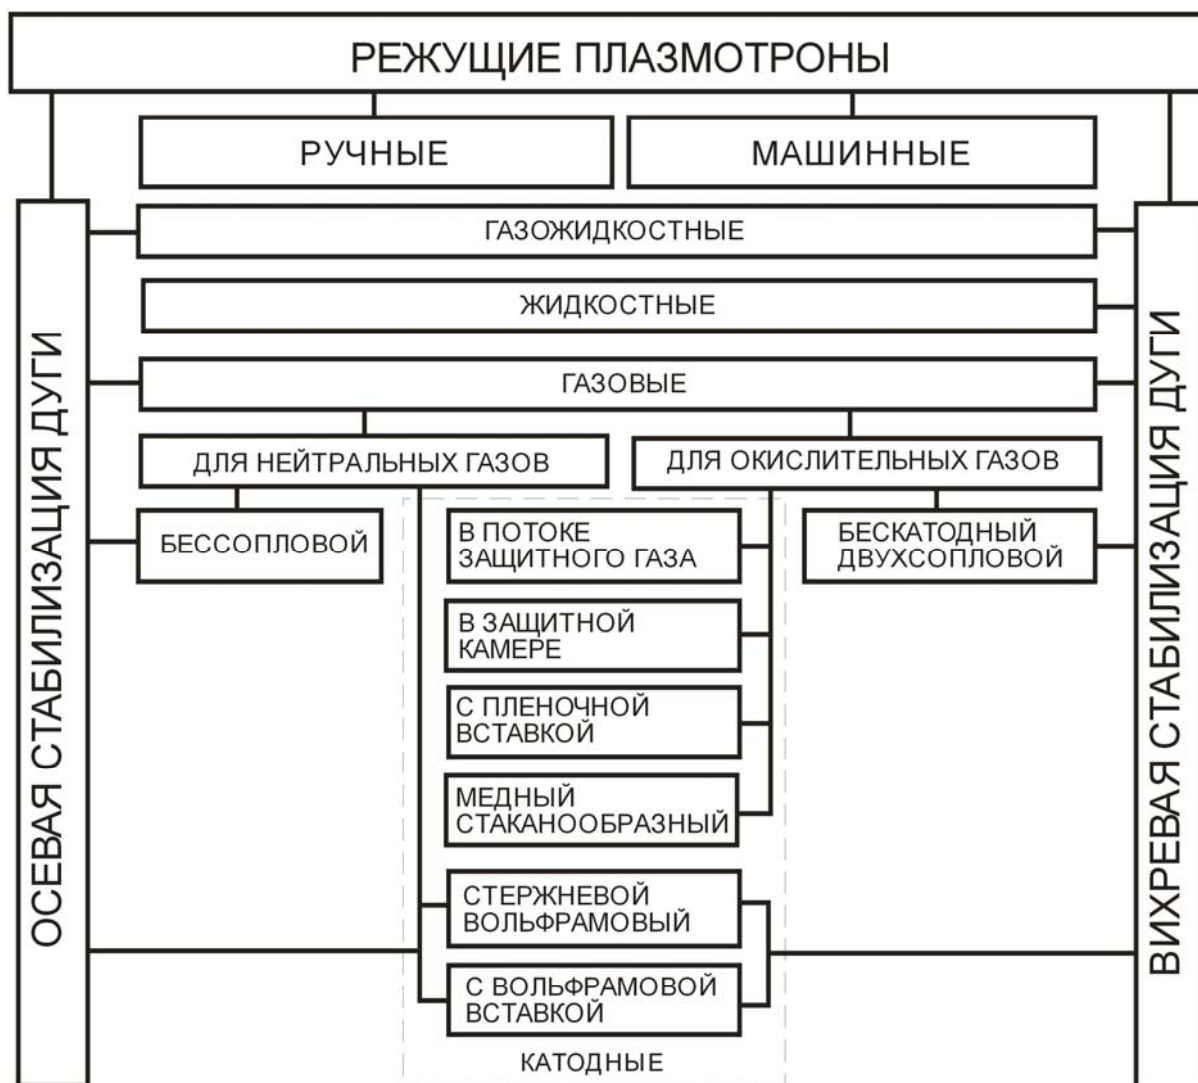 РЕЖУЩИЕ ПЛАЗМОТРОНЫ
РУЧНЫЕ
МАШИННЫЕ
ОСЕВАЯ СТАБИЛИЗАЦИЯ ДУГИ
ГАЗОЖИДКОСТНЫЕ
ЖИДКОСТНЫЕ
ГАЗОВЫЕ
ДЛЯ НЕЙТРАЛЬНЫХ ГАЗОВ
ДЛЯ ОКИСЛИТЕЛЬНЫХ ГАЗОВ
БЕССОПЛОВОЙ
В ПОТОКЕ
ЗАЩИТНОГО ГАЗА
БЕСКАТОДНЫЙ
ДВУХСОПЛОВОЙ
В ЗАЩИТНОЙ
КАМЕРЕ
С ПЛЕНОЧНОЙ
ВСТАВКОЙ
МЕДНЫЙ
СТАКАНООБРАЗНЫЙ
СТЕРЖНЕВОЙ
ВОЛЬФРАМОВЫЙ
С ВОЛЬФРАМОВОЙ
ВСТАВКОЙ
КАТОДНЫЕ
ВИХРЕВАЯ СТАБИЛИЗАЦИЯ ДУГИ